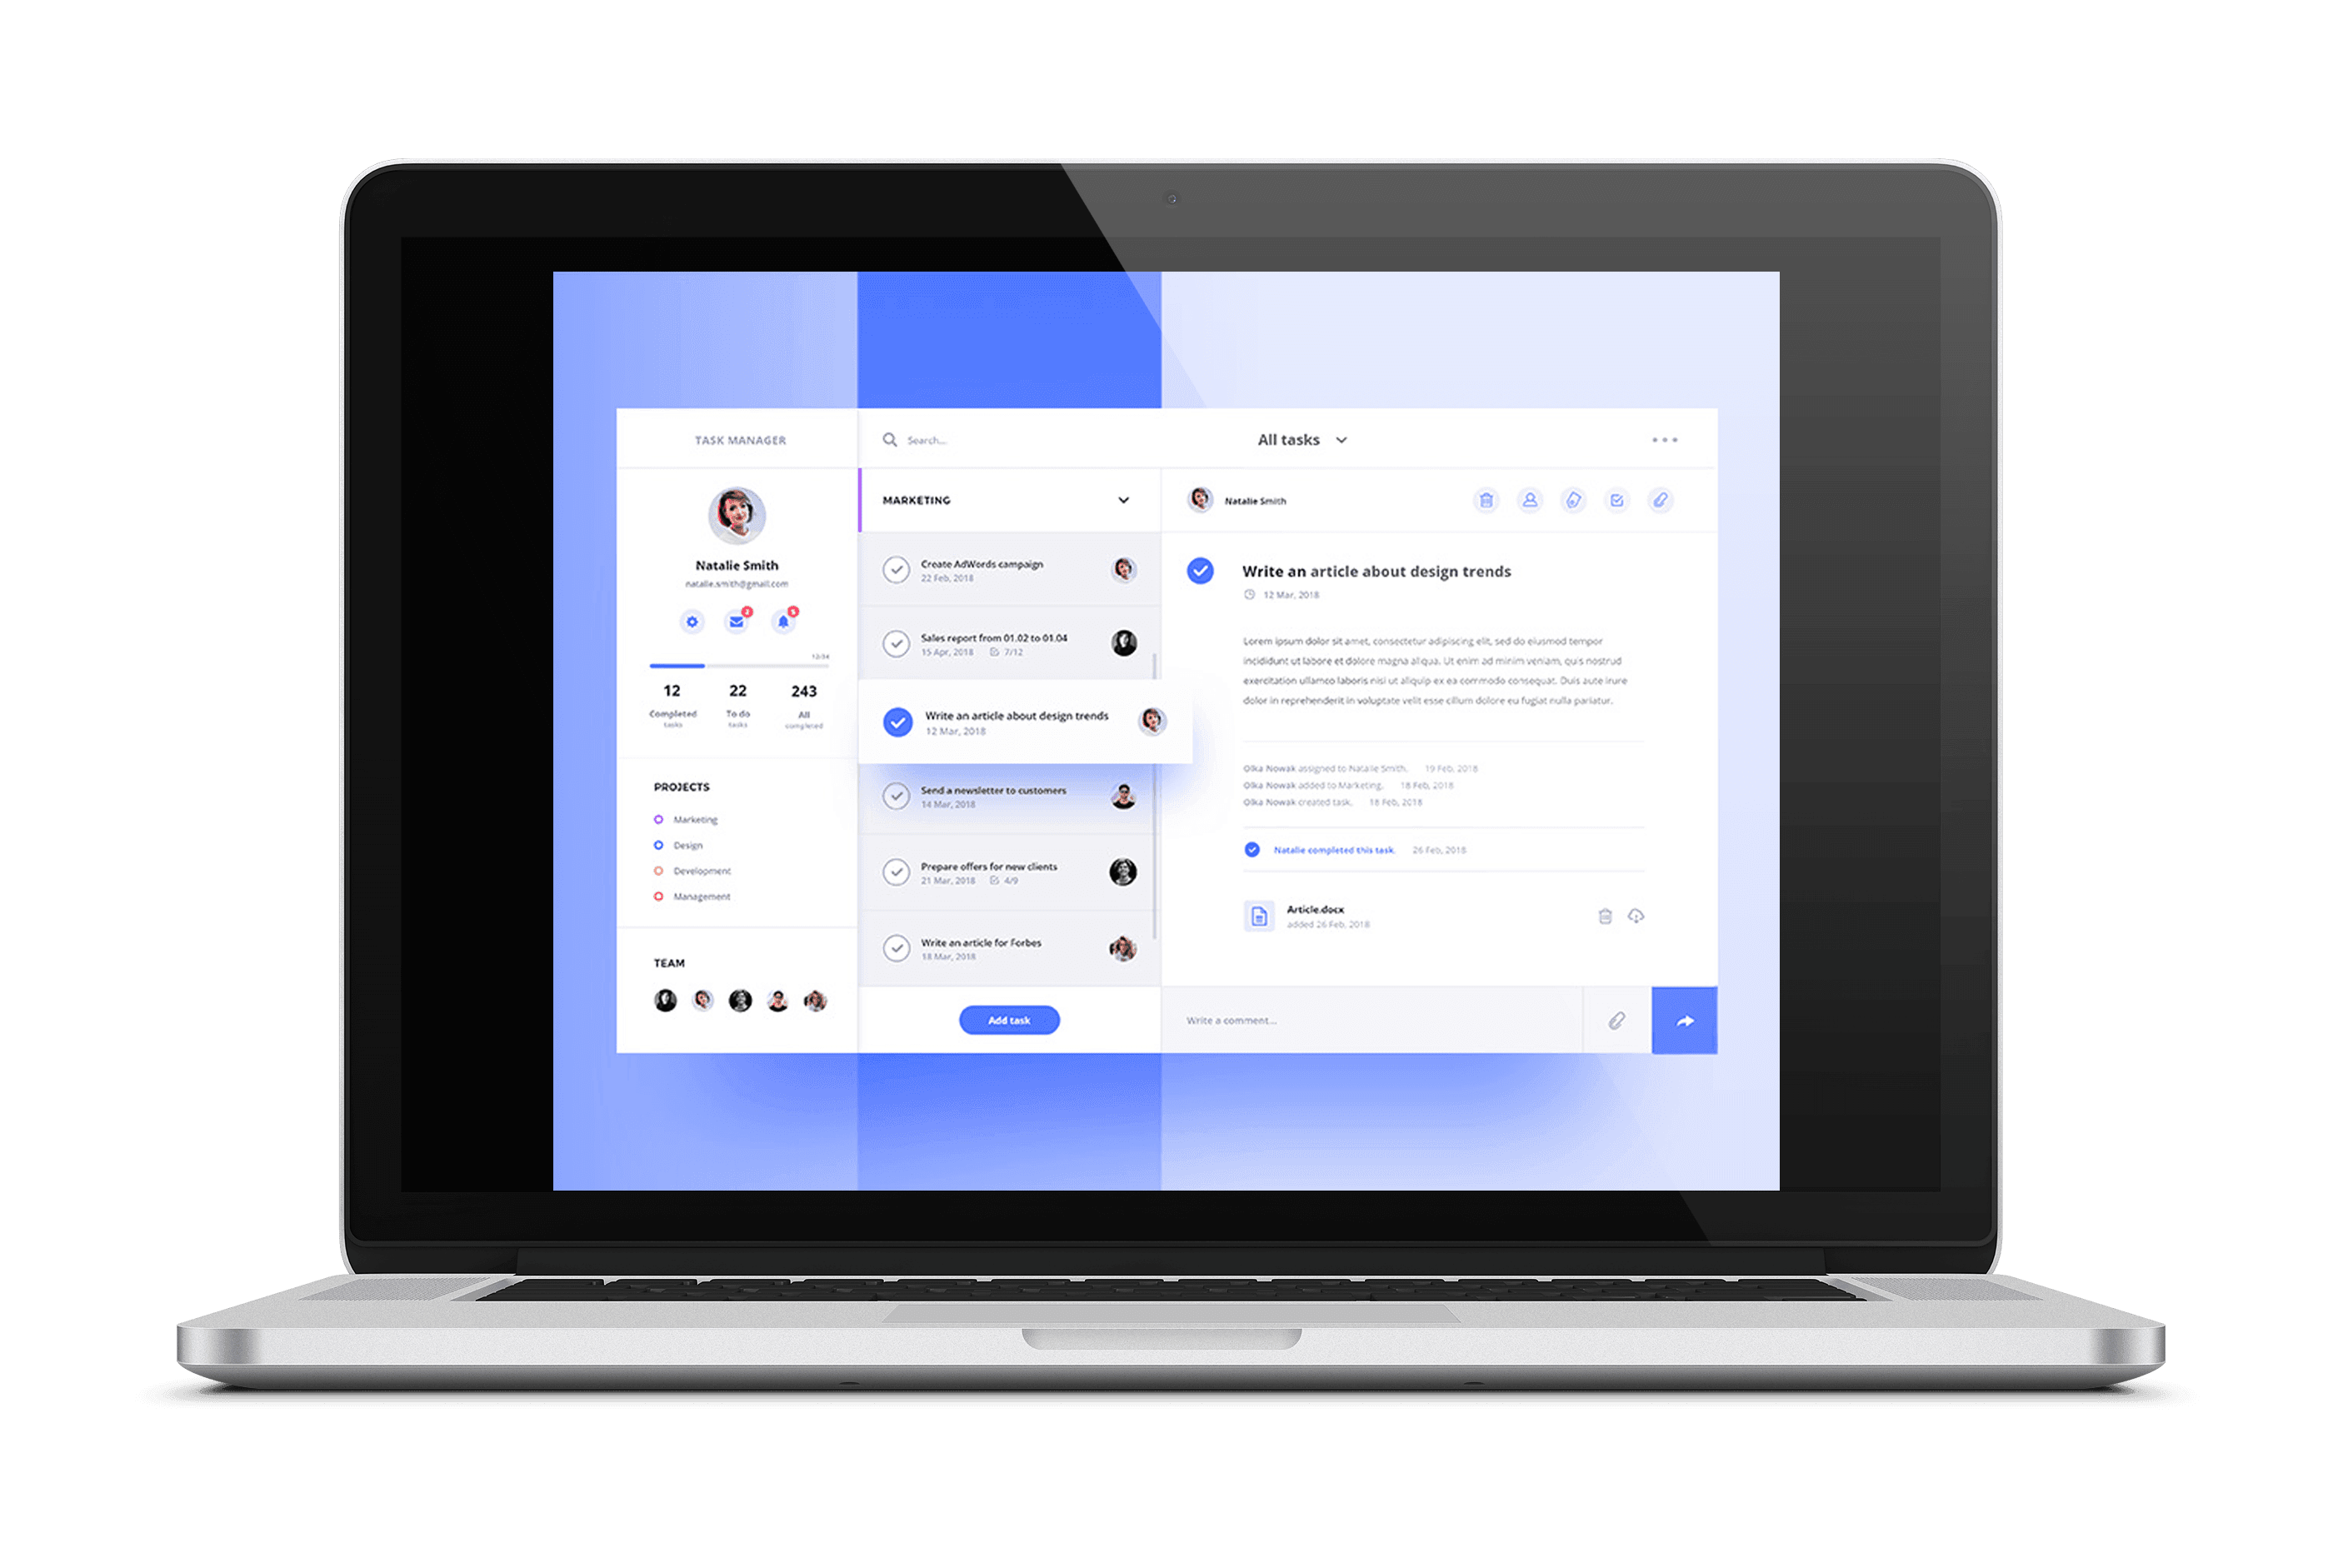 TASK MANAGER
Search...
All tasks
Natalie Smith
natalie.smith@gmail.com
2
5
12
22
243
Completed
To do
All
tasks
tasks
completed
PROJECTS
Marketing
Design
Development
Management
TEAM
MARKETING
Create AdWords campaign
22 Feb, 2018
Sales report from 01.02 to 01.04
15 Apr, 2018 7/12
Write an article about design trends
12 Mar, 2018
Send a newsletter to customers
14 Mar, 2018
Prepare offers for new clients
21 Mar, 2018 4/9
Write an article for Forbes
18 Mar, 2018
Add task
Natalie Smith
Write an article about design trends
12 Mar, 2018
Lorem ipsum dolor sit amet, consectetur adipiscing elit, sed do eiusmod tempor
incididunt ut labore et dolore magna aliqua. Ut enim ad minim veniam, quis nostrud
exercitation ullamco laboris nisi ut aliquip ex ea commodo consequat. Duis aute irure
dolor in reprehenderit in voluptate velit esse cillum dolore eu fugiat nulla pariatur.
Olka Nowak assigned to Natalie Smith. 19 Feb, 2018
Olka Nowak added to Marketing. 18 Feb, 2018
Olka Nowak created task. 18 Feb, 2018
Natalie completed this task. 26 Feb, 2018
Article.docx
added 26 Feb, 2018
Write a comment...